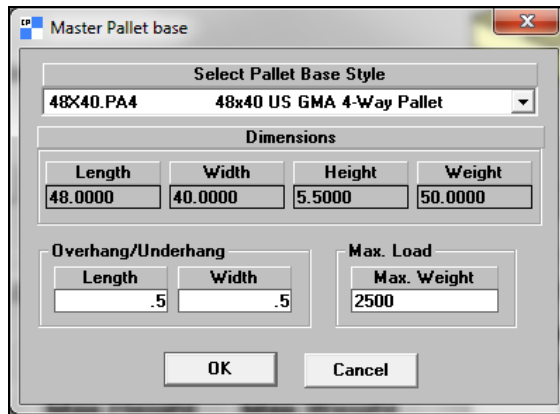 CP
Master Pallet base
X
Select Pallet Base Style
48X40.PA4 48x40 US GMA 4-Way Pallet
Dimensions
Length Width Height Weight
48.0000 40.0000 5.5000 50.0000
Overhang/Underhang Max. Load
Length Width Max. Weight
.5 .5 2500
OK Cancel